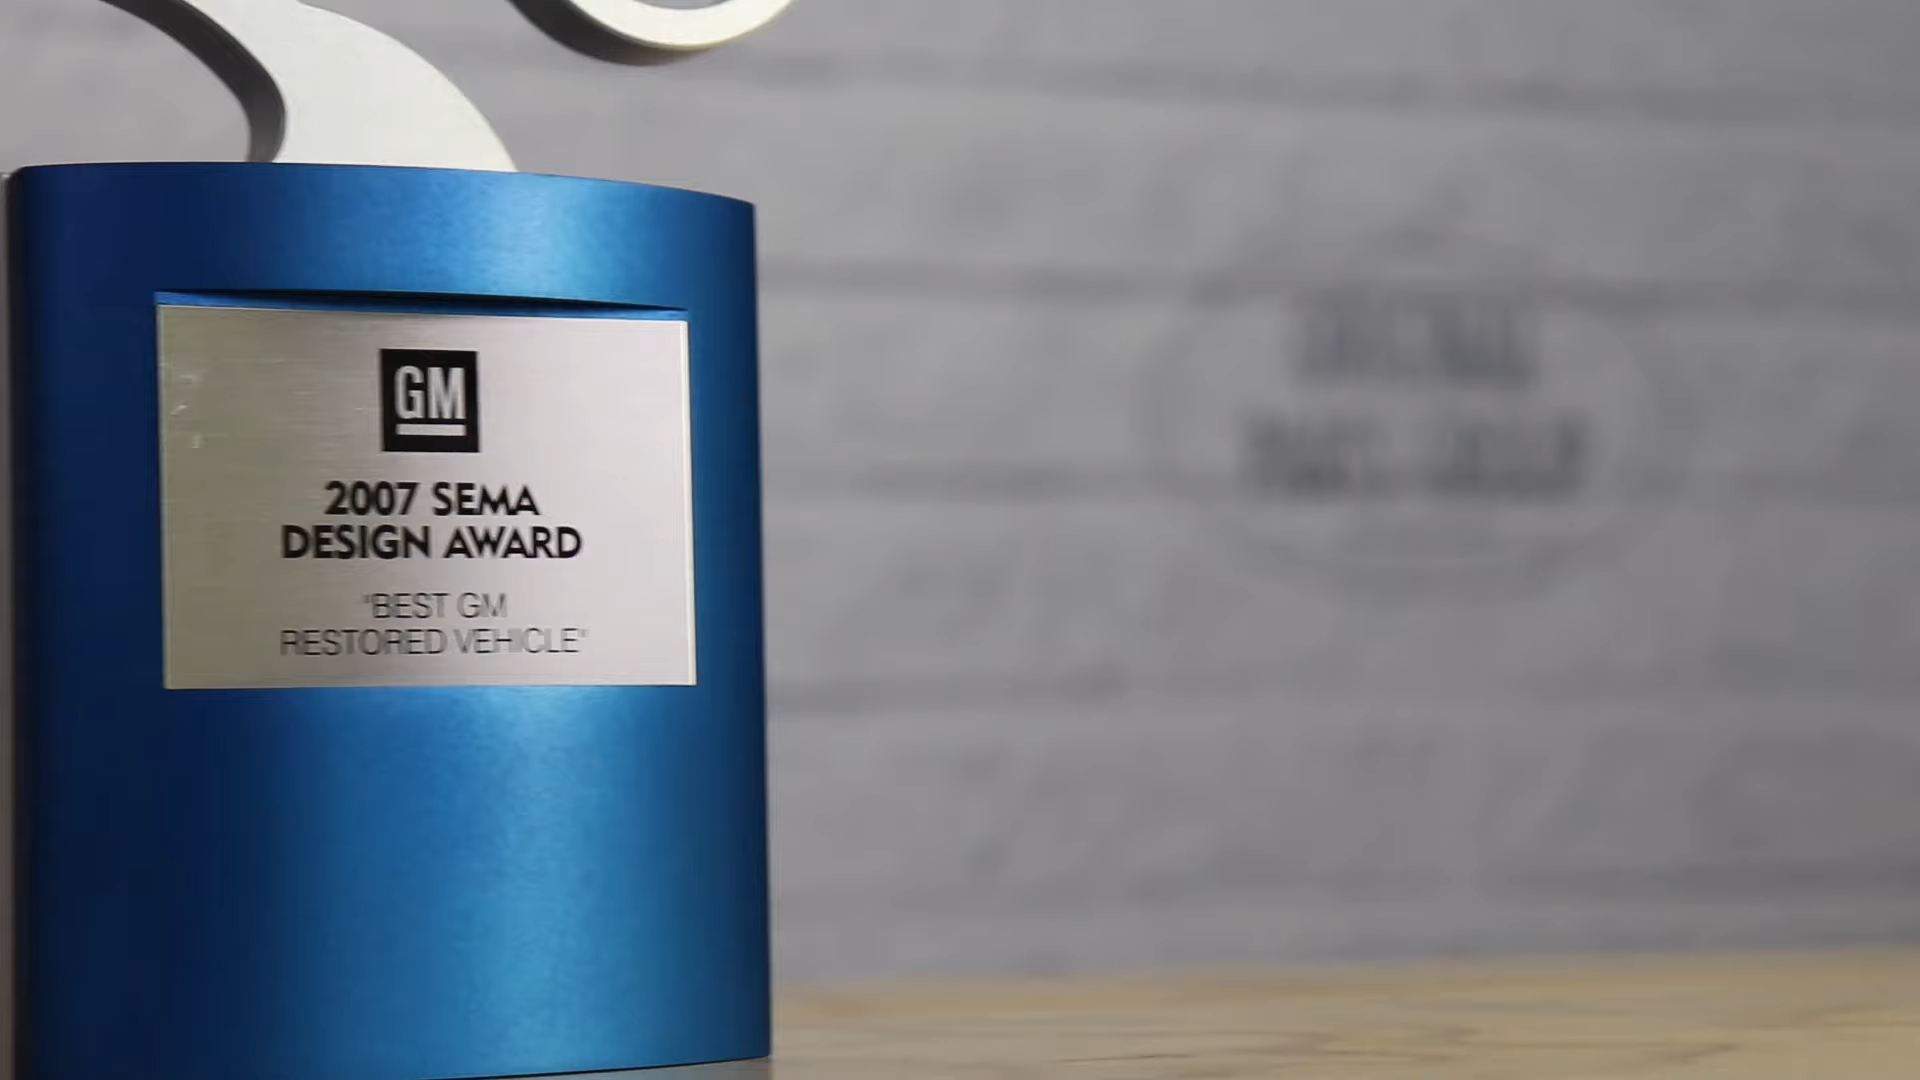 GM
2007 SEMA
DESIGN AWARD
"BEST GM
RESTORED VEHICLE"